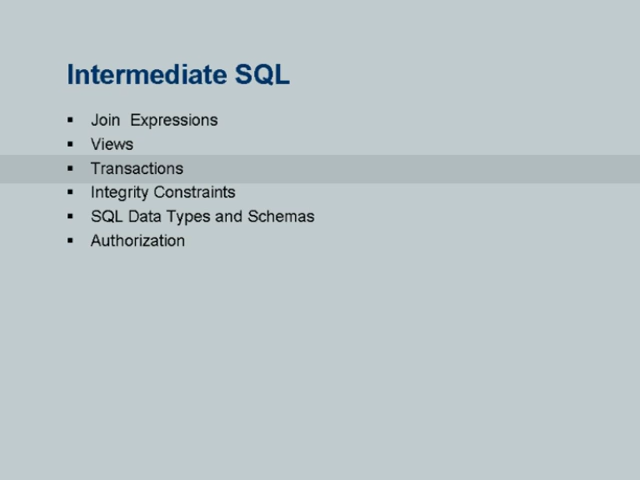 Intermediate SQL
▪ Join Expressions
▪ Views
▪ Transactions
▪ Integrity Constraints
▪ SQL Data Types and Schemas
▪ Authorization